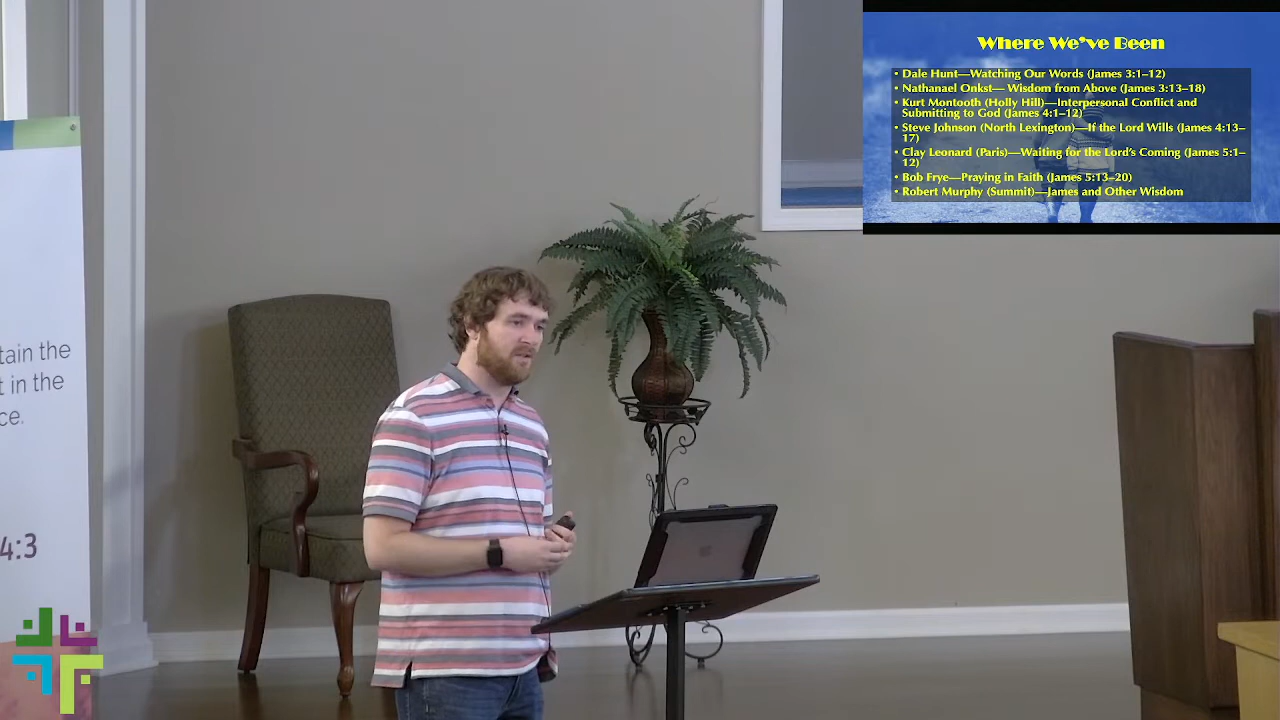 Where We've Been
• Dale Hunt—Watching Our Words (James 3:1–12)
• Nathanael Onkst— Wisdom from Above (James 3:13–18)
• Kurt Montooth (Holly Hill)—Interpersonal Conflict and
Submitting to God (James 4:1–12)
• Steve Johnson (North Lexington)—If the Lord Wills (James 4:13–
17)
• Clay Leonard (Paris)—Waiting for the Lord's Coming (James 5:1–
12)
• Bob Frye—Praying in Faith (James 5:13–20)
• Robert Murphy (Summit)—James and Other Wisdom
tain the
t in the
ce.
4:3